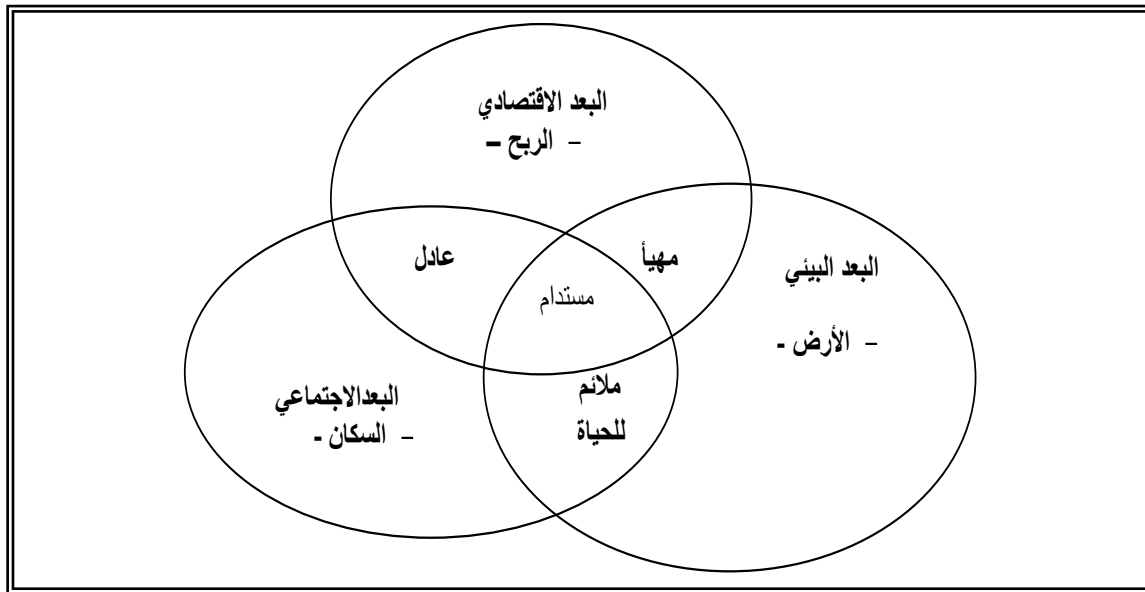 البعد الاقتصادي
- الربح –
عادل
مهيأ
البعد البيئي
مستدام
- الأرض -
ملائم
للحياة
البعدالاجتماعي
- السكان -